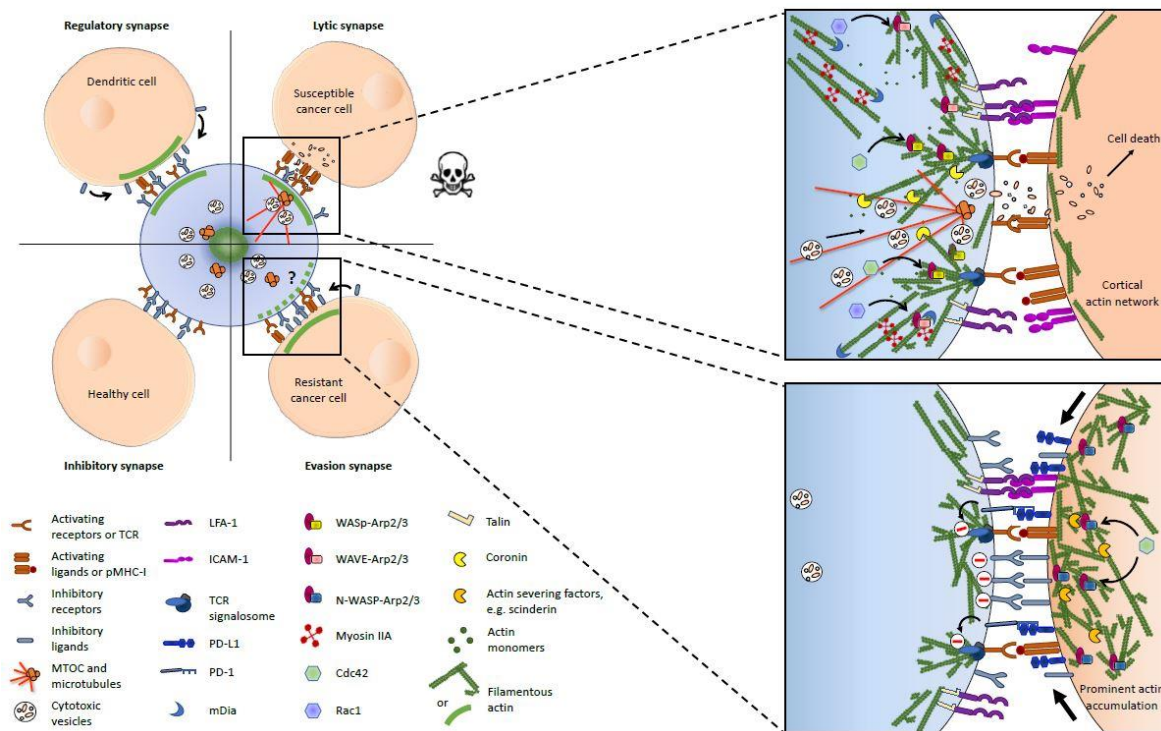 Regulatory synapse
Lytic synapse
Dendritic cell
Susceptible
cancer cell
?
Healthy cell
Resistant
cancer cell
Inhibitory synapse
Evasion synapse
Cell death
Cortical
actin network
Prominent actin
accumulation
Activating
receptors or TCR
Activating
ligands or pMHC-I
Inhibitory
receptors
Inhibitory
ligands
MTOC and
microtubules
Cytotoxic
vesicles
LFA-1
ICAM-1
TCR
signalosome
PD-L1
PD-1
mDia
WASp-Arp2/3
WAVE-Arp2/3
N-WASP-Arp2/3
Myosin IIA
Cdc42
Rac1
Talin
Coronin
Actin severing factors,
e.g. scinderin
Actin
monomers
Filamentous
or actin